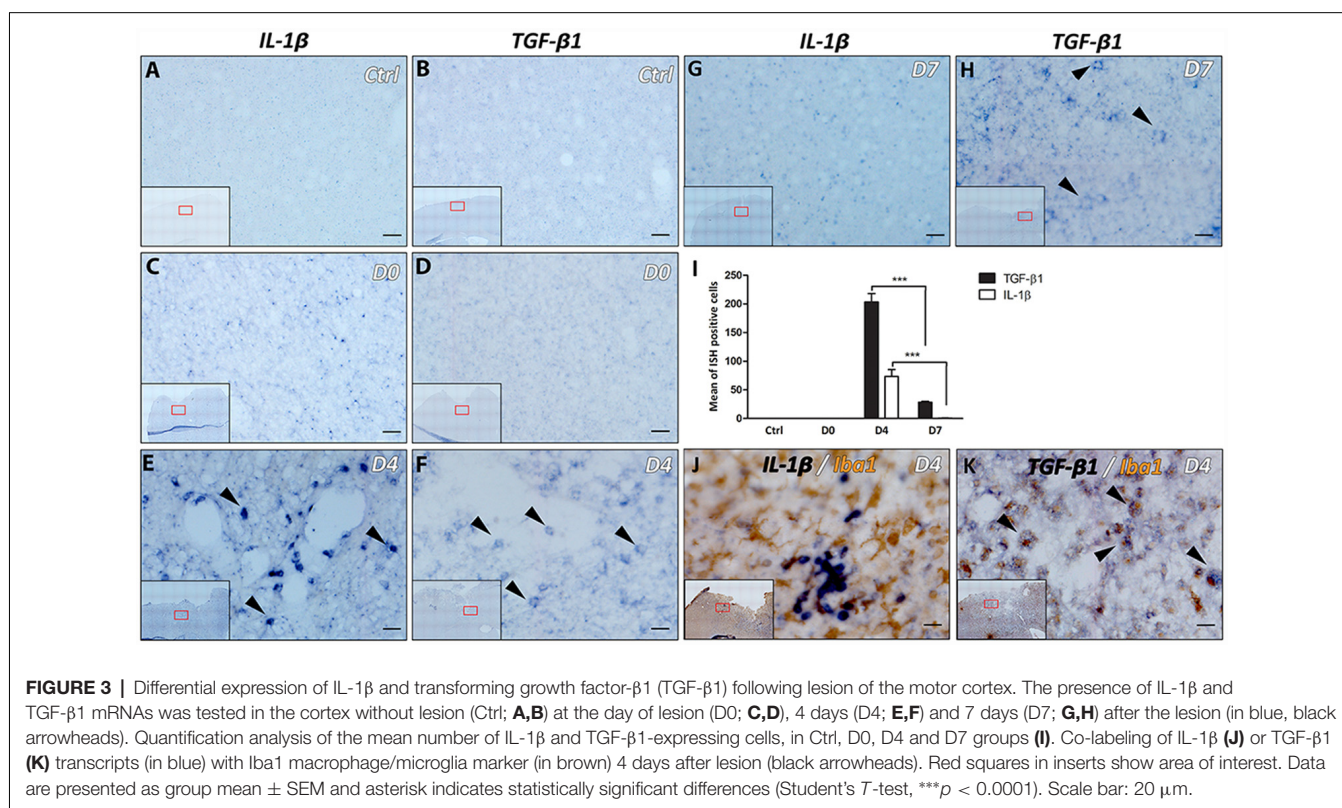 IL-1β TGF-β1 IL-1β TGF-β1
A Ctrl B Ctrl G D7 H D7
C D0 D D0
I
250
200
150
100
50
0
Mean of ISH positive cells
***
***
TGF-β1
IL-1β
Ctrl D0 D4 D7
E D4 F D4 J IL-1β / Iba1 D4 K TGF-β1 / Iba1 D4
FIGURE 3 | Differential expression of IL-1β and transforming growth factor-β1 (TGF-β1) following lesion of the motor cortex. The presence of IL-1β and
TGF-β1 mRNAs was tested in the cortex without lesion (Ctrl; A,B) at the day of lesion (D0; C,D), 4 days (D4; E,F) and 7 days (D7; G,H) after the lesion (in blue, black
arrowheads). Quantification analysis of the mean number of IL-1β and TGF-β1-expressing cells, in Ctrl, D0, D4 and D7 groups (I). Co-labeling of IL-1β (J) or TGF-β1
(K) transcripts (in blue) with Iba1 macrophage/microglia marker (in brown) 4 days after lesion (black arrowheads). Red squares in inserts show area of interest. Data
are presented as group mean ± SEM and asterisk indicates statistically significant differences (Student's T-test, ***p < 0.0001). Scale bar: 20 μm.